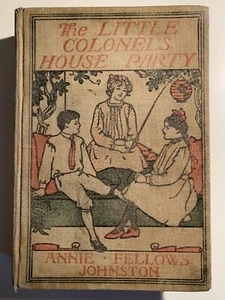 The LITTLE
COLONEL'S
HOUSE PARTY
ANNIE FELLOWS
JOHNSTON